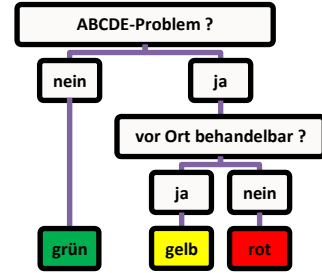 ABCDE-Problem ?
nein ja
vor Ort behandelbar ?
ja nein
grün gelb rot